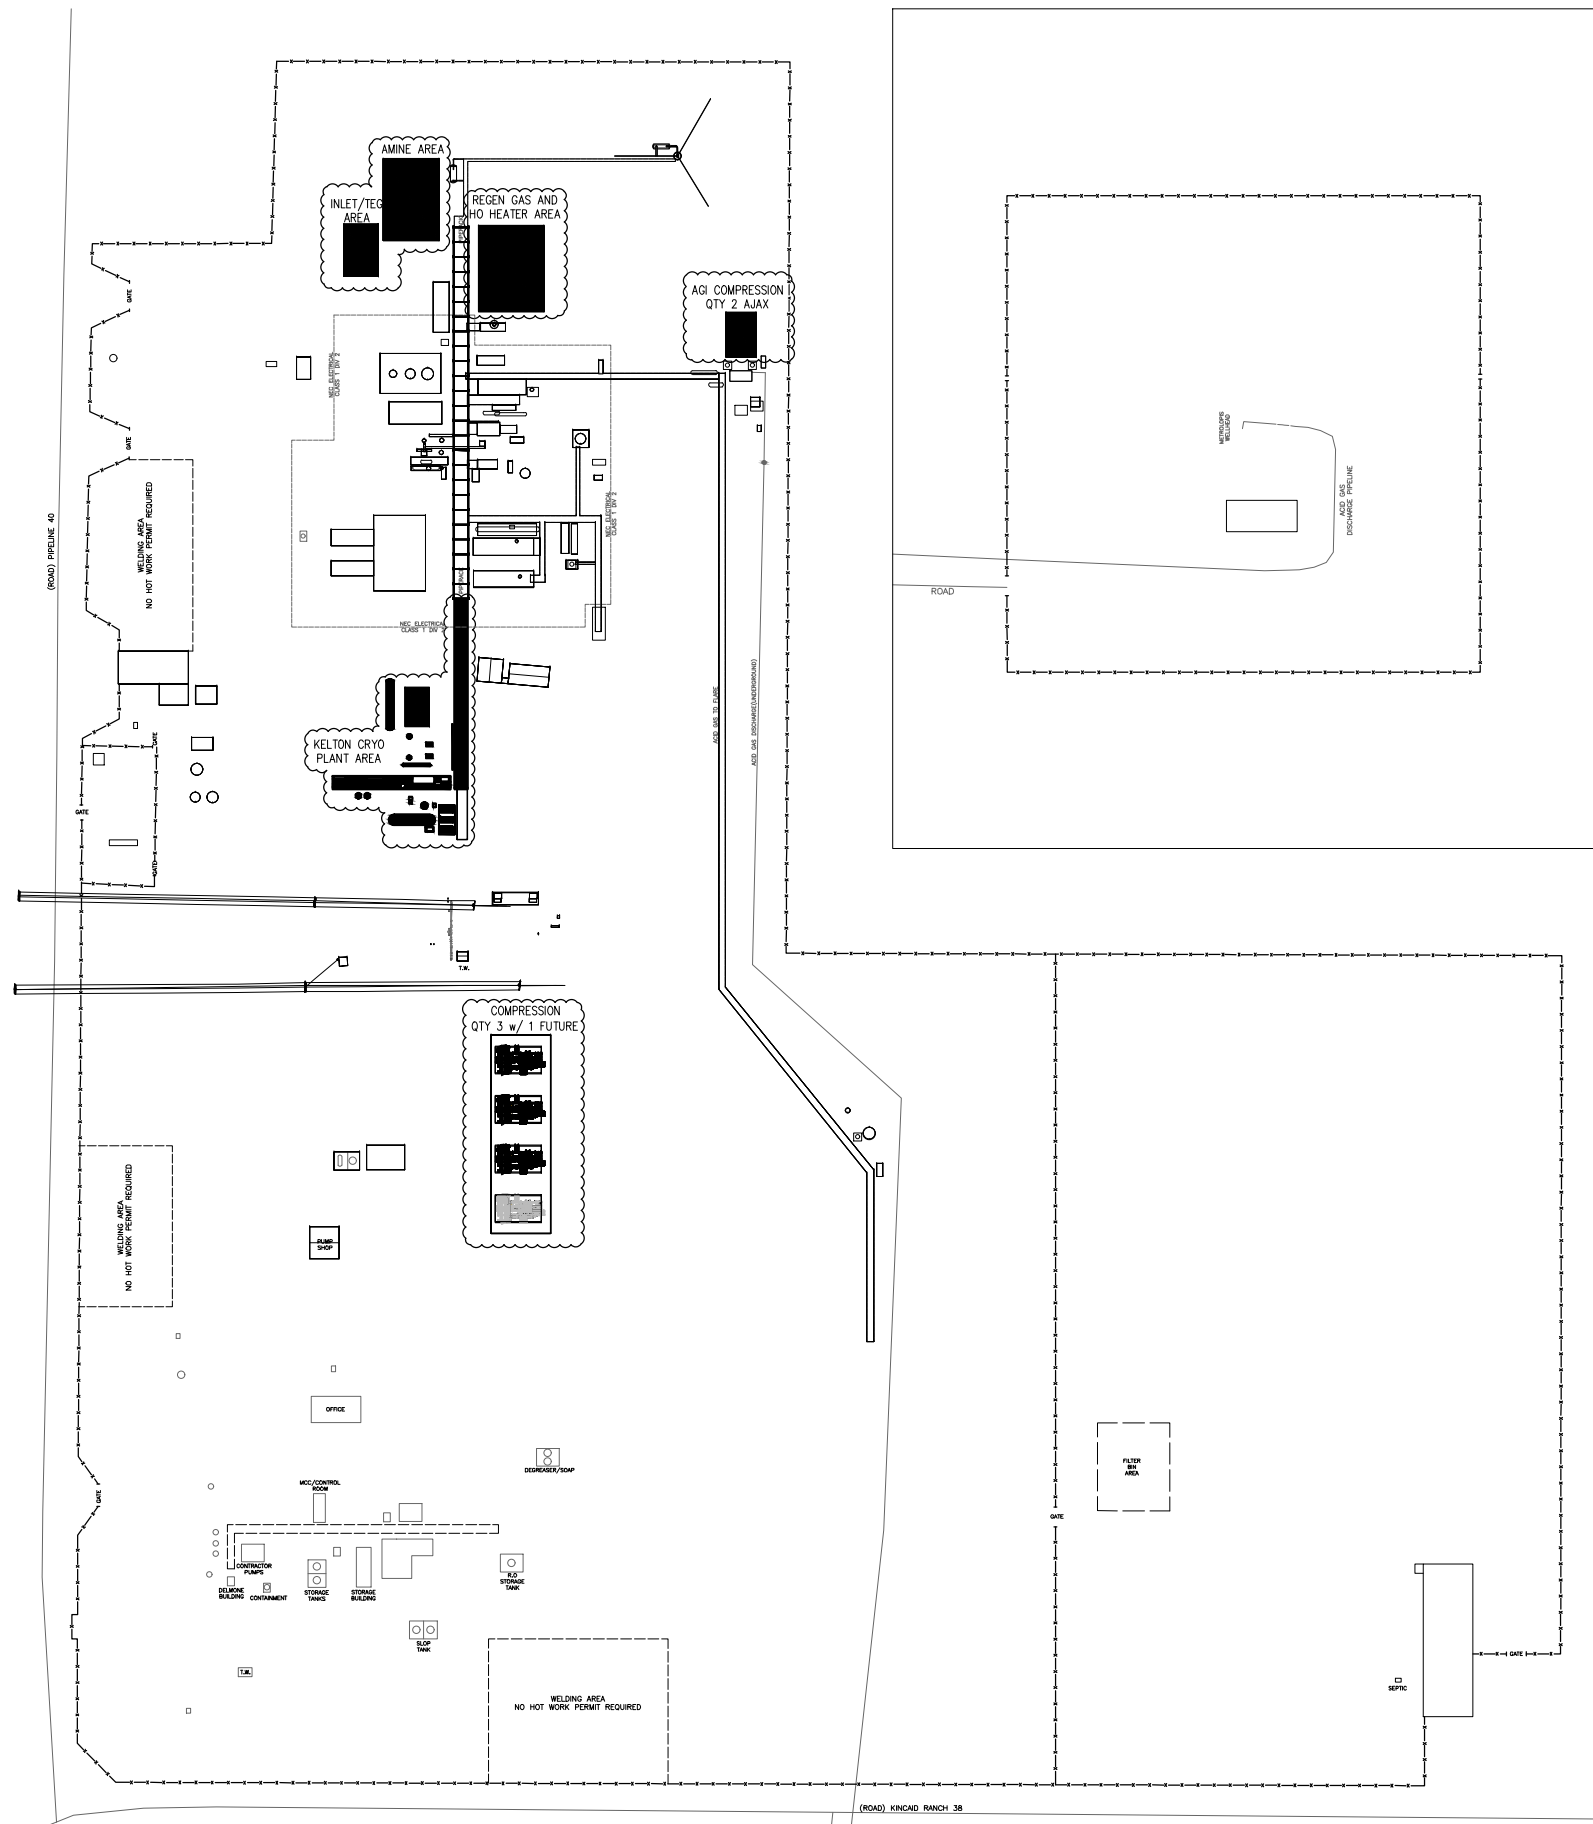 AMINE AREA
INLET/TEG
AREA
REGEN GAS AND
HO HEATER AREA
PIPERACK
AGI COMPRESSION
QTY 2 AJAX
GATE
NEC ELECTRICAL
CLASS 1 DIV 2
GATE
METROLOPIS
WELLHEAD
ACID GAS
DISCHARGE PIPELINE
WELDING AREA
NO HOT WORK PERMIT REQUIRED
(ROAD) PIPELINE 40
NEC ELECTRICAL
CLASS 1 DIV 2
PIPERACK
ROAD
NEC ELECTRICAL
CLASS 1 DIV 2
ACID GAS TO FLARE
ACID GAS DISCHARGE(UNDERGROUND)
GATE
KELTON CRYO
PLANT AREA
GATE
GATE
T.W.
COMPRESSION
QTY 3 w/ 1 FUTURE
WELDING AREA
NO HOT WORK PERMIT REQUIRED
PUMP
SHOP
OFFICE
DEGREASER/SOAP
FILTER
BIN
AREA
MCC/CONTROL
ROOM
GATE
GATE
CONTRACTOR
PUMPS
DELMONE
BUILDING
CONTAINMENT
STORAGE
TANKS
STORAGE
BUILDING
R.O
STORAGE
TANK
SLOP
TANK
GATE
T.W.
SEPTIC
WELDING AREA
NO HOT WORK PERMIT REQUIRED
(ROAD) KINCAID RANCH 38